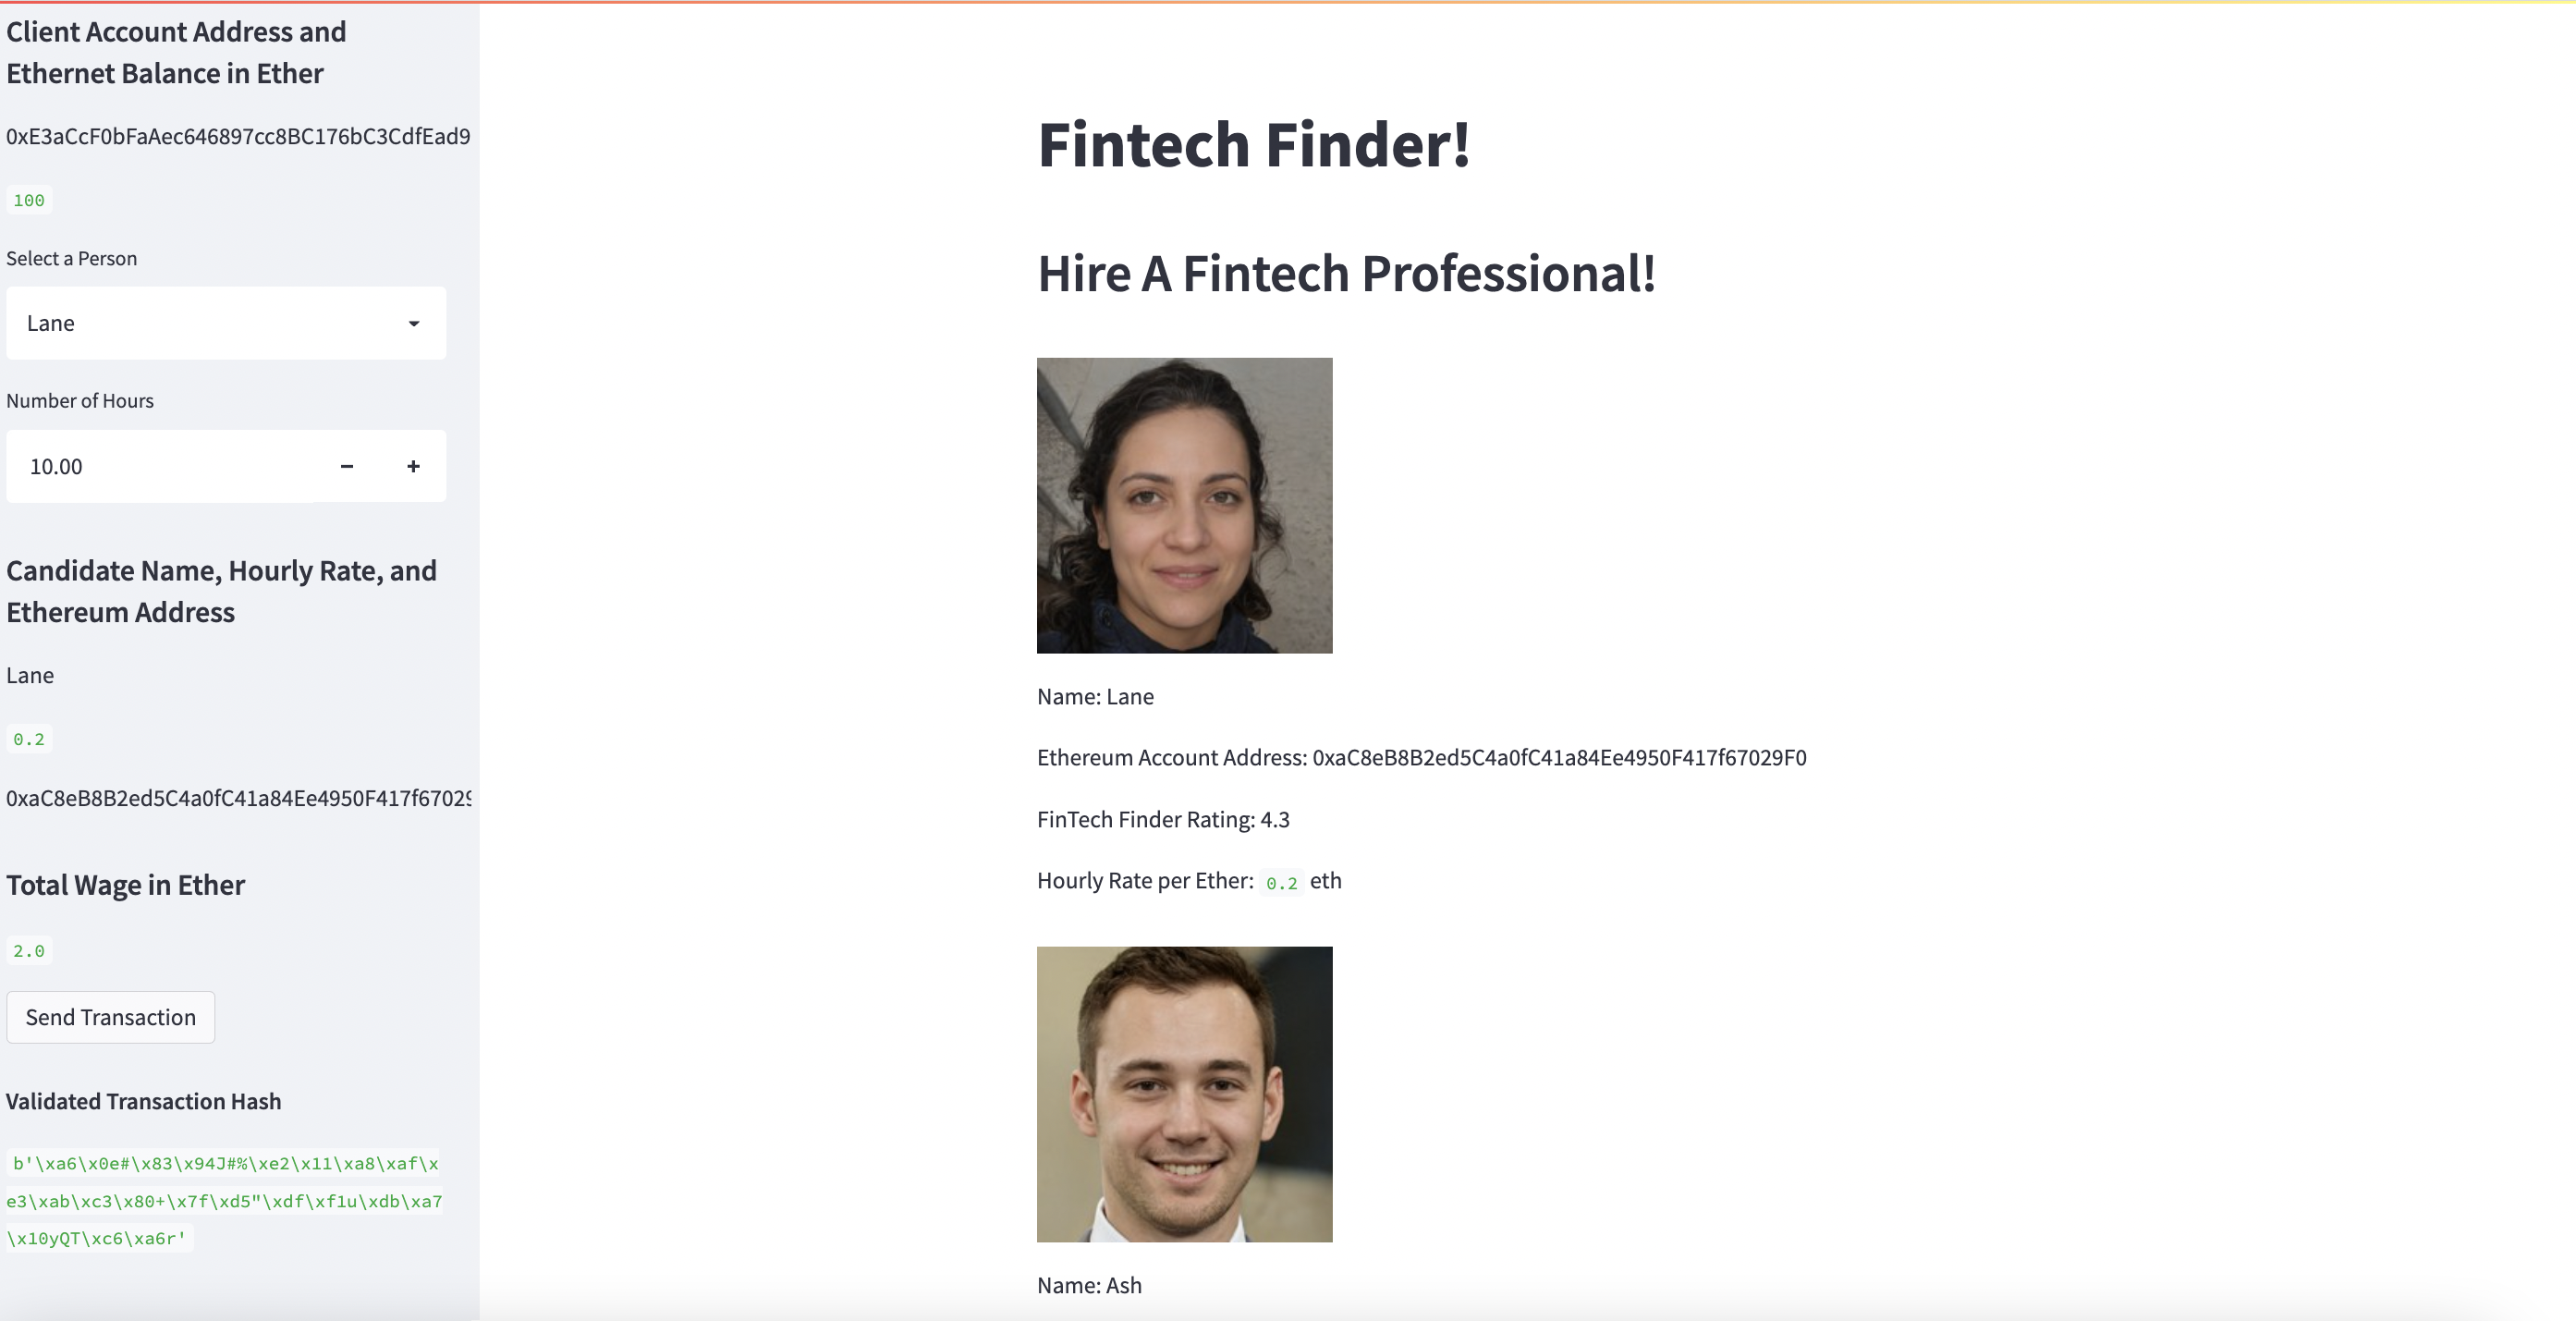 Client Account Address and
Ethernet Balance in Ether
0xE3aCcF0bFaAec646897cc8BC176bC3CdfEad9
100
Select a Person
Lane
Number of Hours
10.00
Candidate Name, Hourly Rate, and
Ethereum Address
Lane
0.2
0xaC8eB8B2ed5C4a0fC41a84Ee4950F417f67029
Total Wage in Ether
2.0
Send Transaction
Validated Transaction Hash
b'\xa6\x0e#\x83\x94J#%\xe2\x11\xa8\xaf\x
e3\xab\xc3\x80+\x7f\xd5"\xdf\xf1u\xdb\xa7
\x10yQT\xc6\xa6r'
Fintech Finder!
Hire A Fintech Professional!
Name: Lane
Ethereum Account Address: 0xaC8eB8B2ed5C4a0fC41a84Ee4950F417f67029F0
FinTech Finder Rating: 4.3
Hourly Rate per Ether: 0.2 eth
Name: Ash